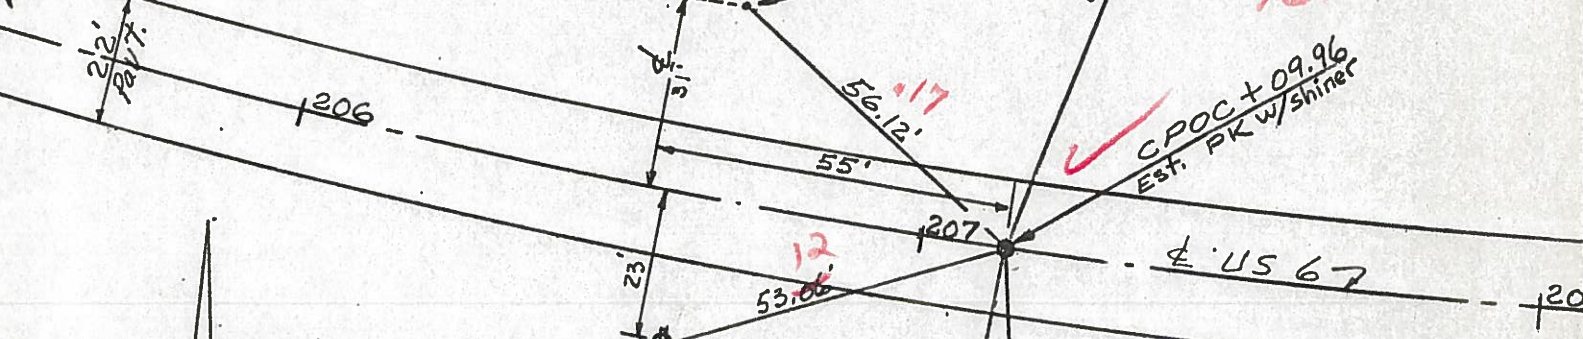 22'
Pav't.
206
31'
56.12'
.17
55'
CPOC + 09.96
Est. PK w/shiner
207
12
53.06'
23'
℄ US 67
20